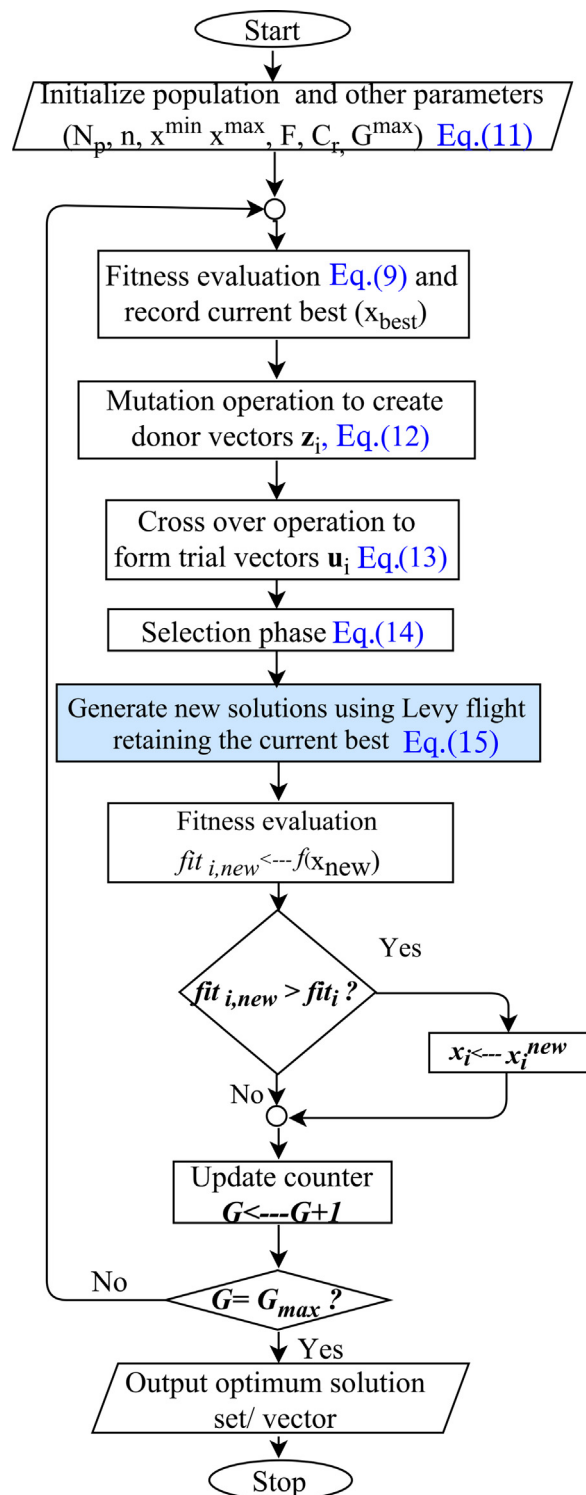 Start
Initialize population and other parameters
(N_p, n, x^min x^max, F, C_r, G^max) Eq.(11)
Fitness evaluation Eq.(9) and
record current best (x_best)
Mutation operation to create
donor vectors z_i, Eq.(12)
Cross over operation to
form trial vectors u_i Eq.(13)
Selection phase Eq.(14)
Generate new solutions using Levy flight
retaining the current best Eq.(15)
Fitness evaluation
fit_i,new <--- f(x_new)
Yes
fit_i,new > fit_i ?
x_i <--- x_i^new
No
Update counter
G<---G+1
No
G= G_max ?
Yes
Output optimum solution
set/ vector
Stop